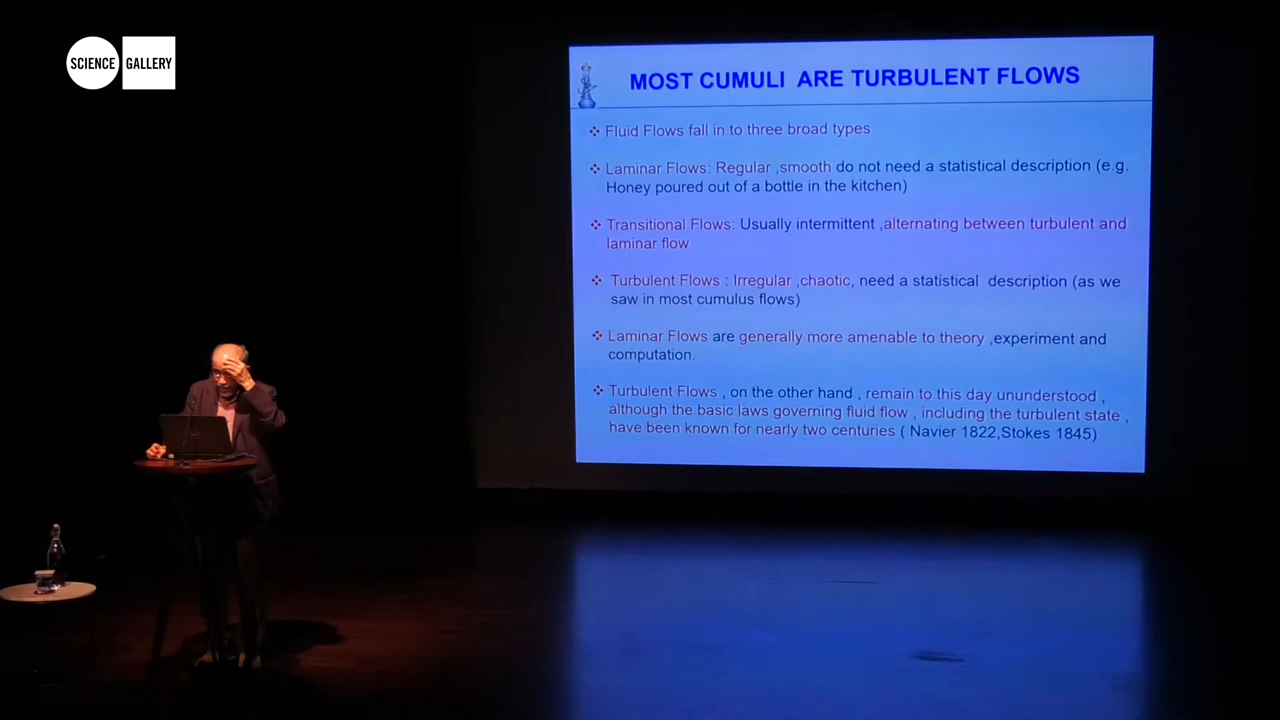 SCIENCE GALLERY
MOST CUMULI ARE TURBULENT FLOWS
Fluid Flows fall in to three broad types
Laminar Flows: Regular ,smooth do not need a statistical description (e.g.
Honey poured out of a bottle in the kitchen)
Transitional Flows: Usually intermittent ,alternating between turbulent and
laminar flow
Turbulent Flows : Irregular ,chaotic, need a statistical description (as we
saw in most cumulus flows)
Laminar Flows are generally more amenable to theory ,experiment and
computation.
Turbulent Flows , on the other hand , remain to this day ununderstood ,
although the basic laws governing fluid flow , including the turbulent state ,
have been known for nearly two centuries ( Navier 1822,Stokes 1845)